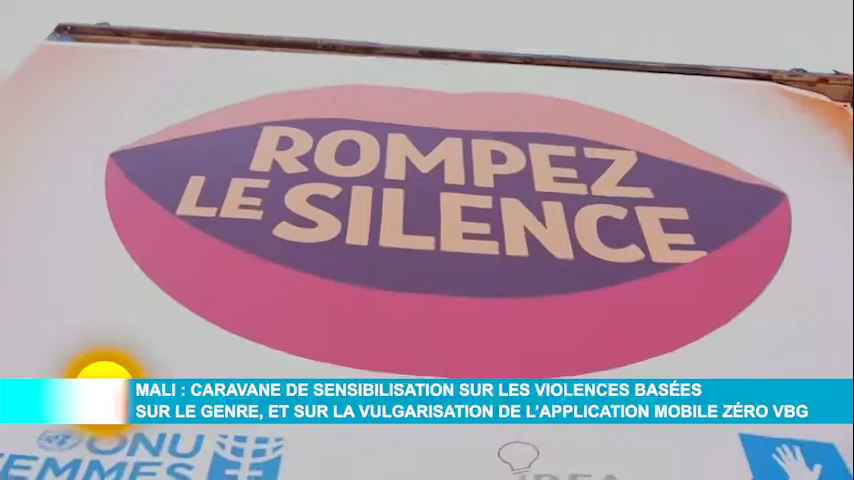 ROMPEZ
LE SILENCE
MALI : CARAVANE DE SENSIBILISATION SUR LES VIOLENCES BASÉES
SUR LE GENRE, ET SUR LA VULGARISATION DE L'APPLICATION MOBILE ZÉRO VBG
ONU
FEMMES